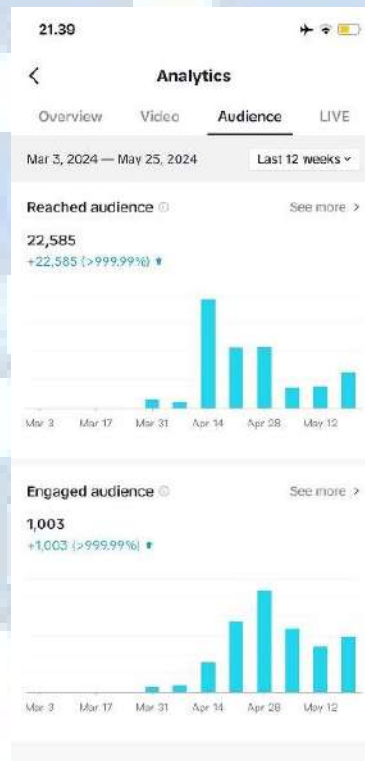 21.39
Analytics
Overview Video Audience LIVE
Mar 3, 2024 — May 25, 2024 Last 12 weeks
Reached audience See more >
22,585
+22,585 (>999.99%)
Mar 3 Mar 17 Mar 31 Apr 14 Apr 28 May 12
Engaged audience See more >
1,003
+1,003 (>999.99%)
Mar 3 Mar 17 Mar 31 Apr 14 Apr 28 May 12